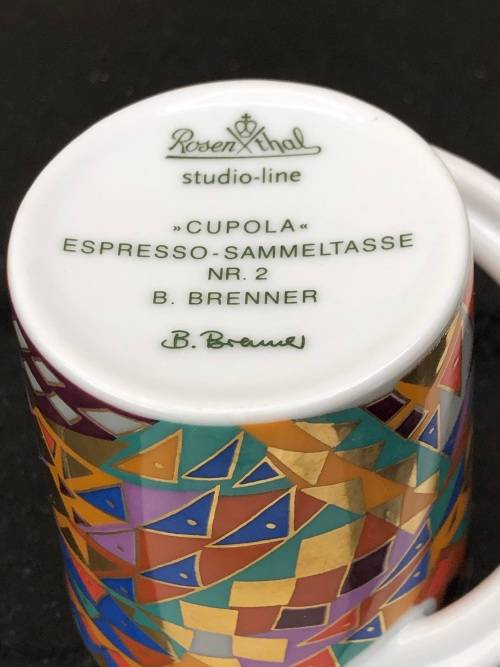 Rosenthal
studio-line
»CUPOLA«
ESPRESSO-SAMMELTASSE
NR. 2
B. BRENNER
B. Brenner